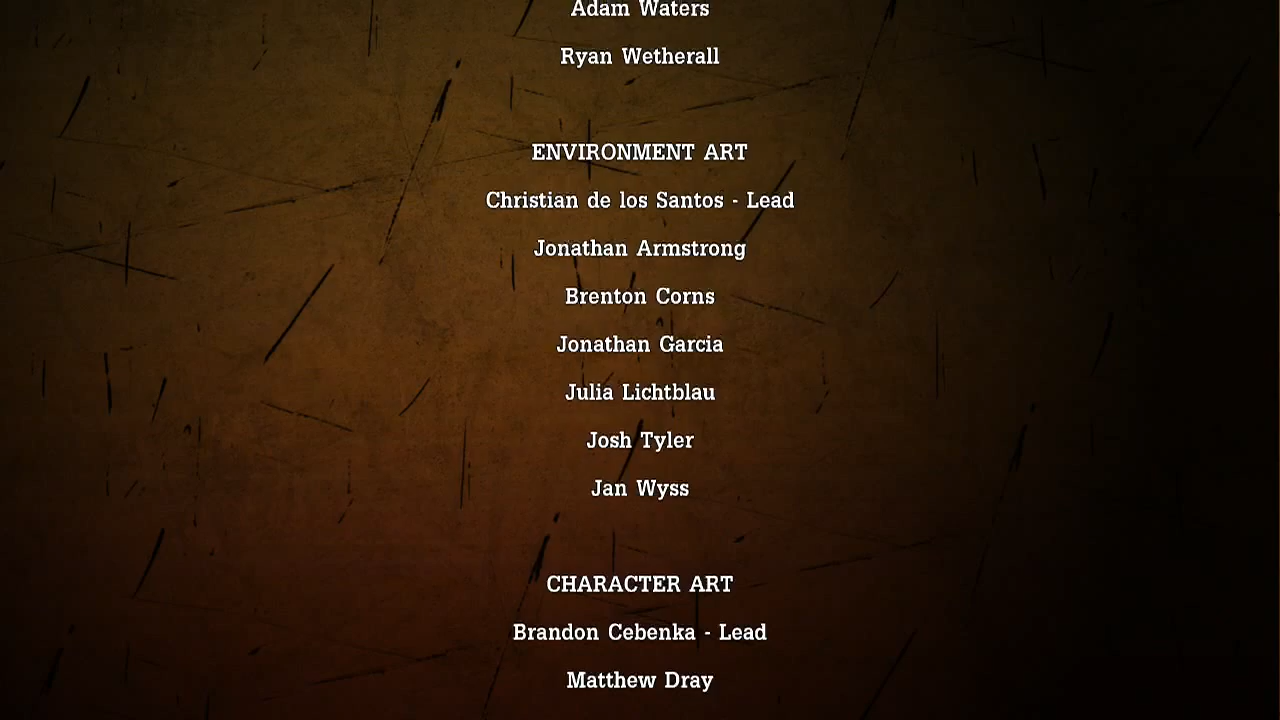 Adam Waters
Ryan Wetherall
ENVIRONMENT ART
Christian de los Santos - Lead
Jonathan Armstrong
Brenton Corns
Jonathan Garcia
Julia Lichtblau
Josh Tyler
Jan Wyss
CHARACTER ART
Brandon Cebenka - Lead
Matthew Dray